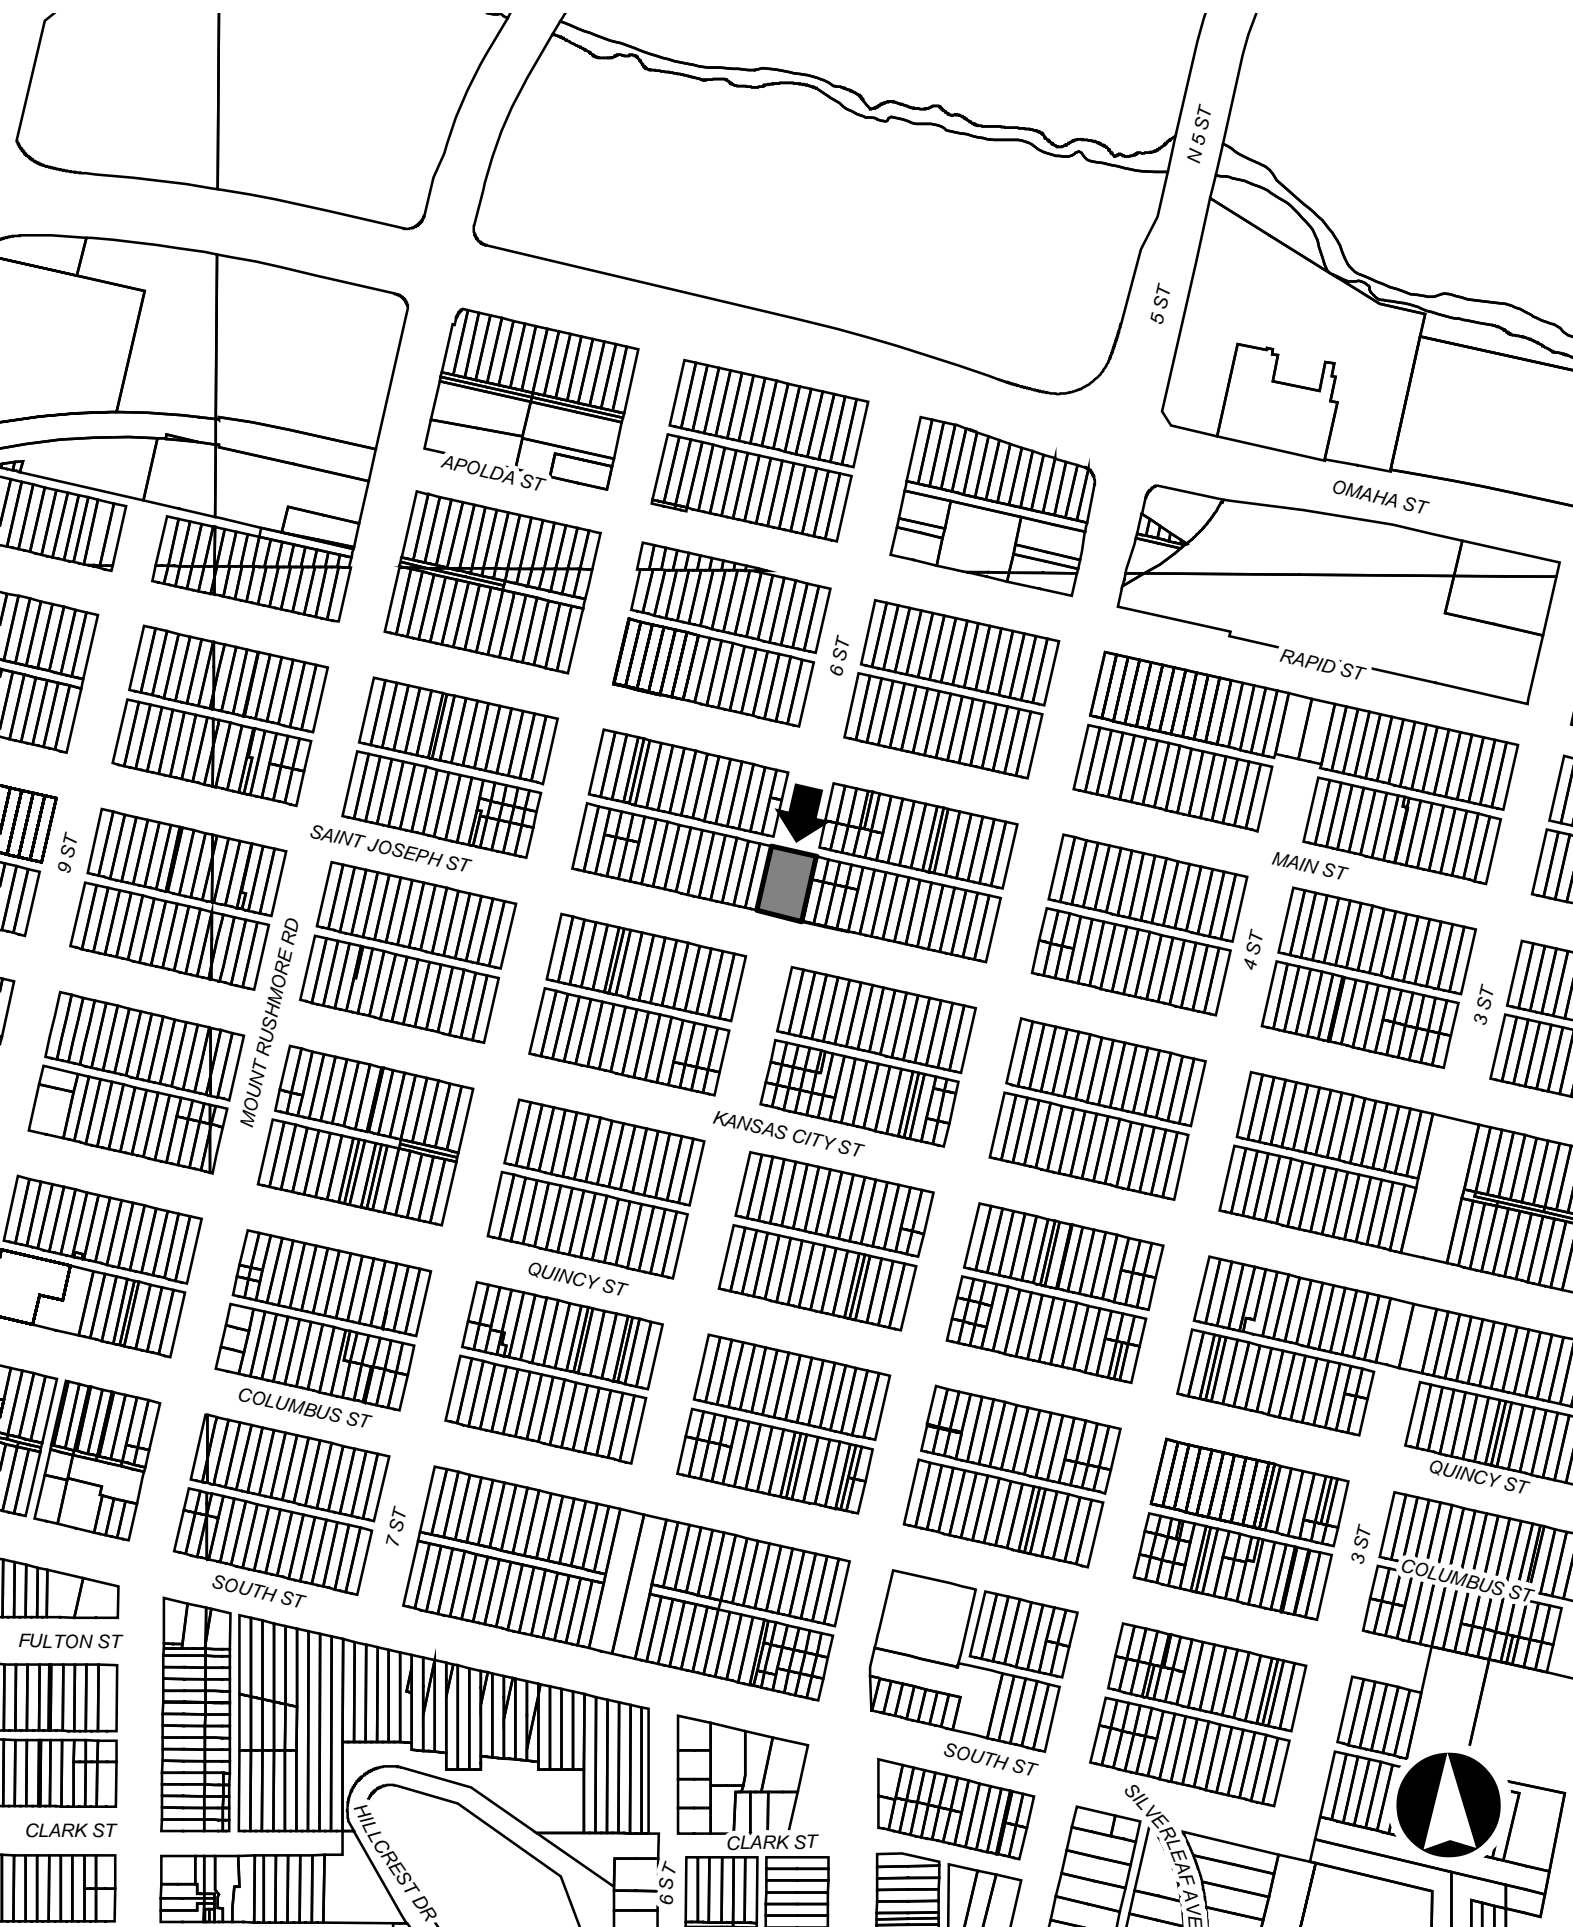 N 5 ST
5 ST
APOLDA ST
OMAHA ST
6 ST
RAPID ST
SAINT JOSEPH ST
9 ST
MAIN ST
MOUNT RUSHMORE RD
4 ST
3 ST
KANSAS CITY ST
QUINCY ST
COLUMBUS ST
QUINCY ST
7 ST
3 ST
COLUMBUS ST
SOUTH ST
FULTON ST
SOUTH ST
SILVERLEAF AVE
HILLCREST DR
CLARK ST
CLARK ST
6 ST